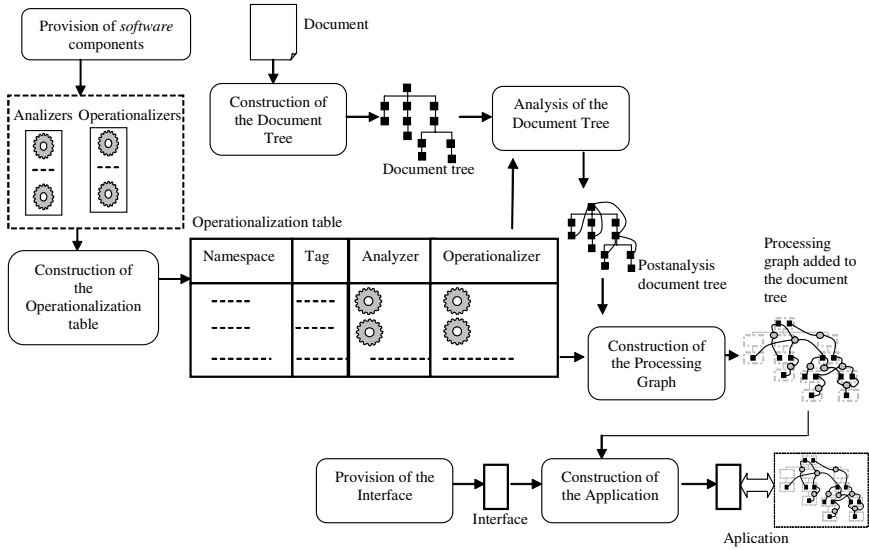 Provision of software
components
Document
Analizers Operationalizers
Construction of
the Document
Tree
Document tree
Analysis of the
Document Tree
Construction of
the
Operationalization
table
Operationalization table
Namespace Tag Analyzer Operationalizer
Postanalysis
document tree
Processing
graph added to
the document
tree
Construction of
the Processing
Graph
Provision of the
Interface
Interface
Construction of
the Application
Aplication